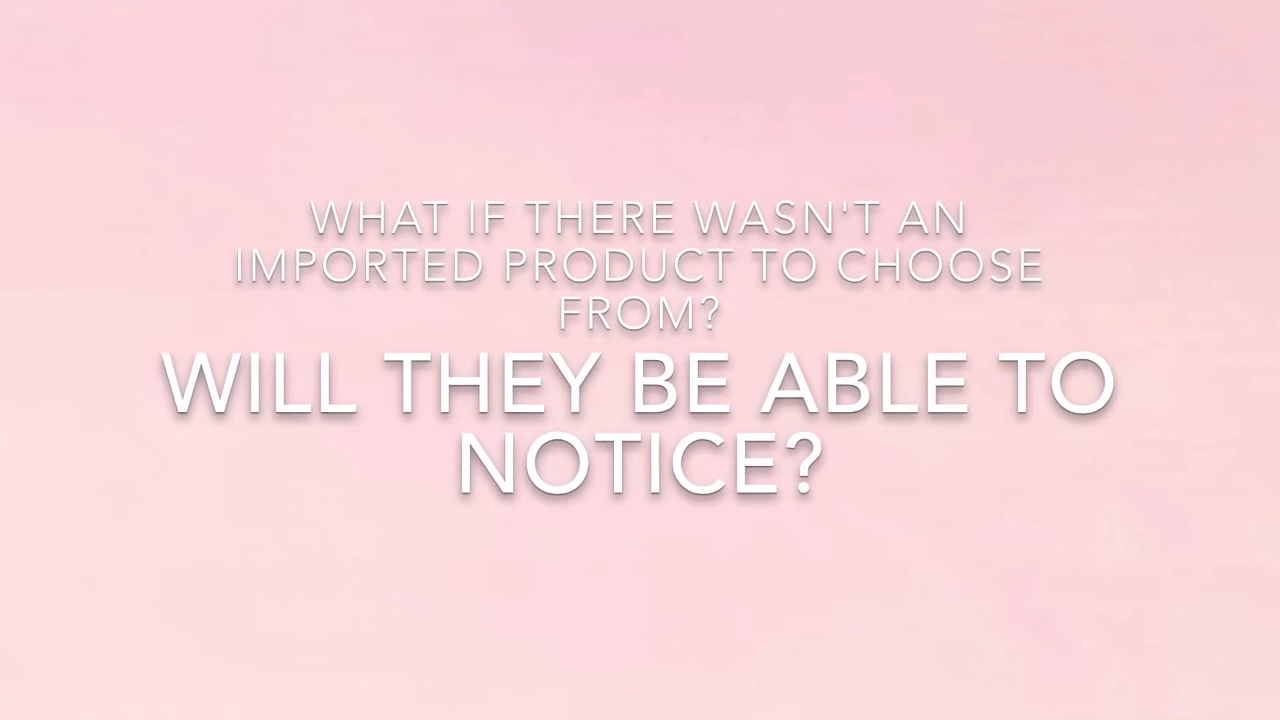 WHAT IF THERE WASN'T AN
IMPORTED PRODUCT TO CHOOSE
FROM?
WILL THEY BE ABLE TO
NOTICE?